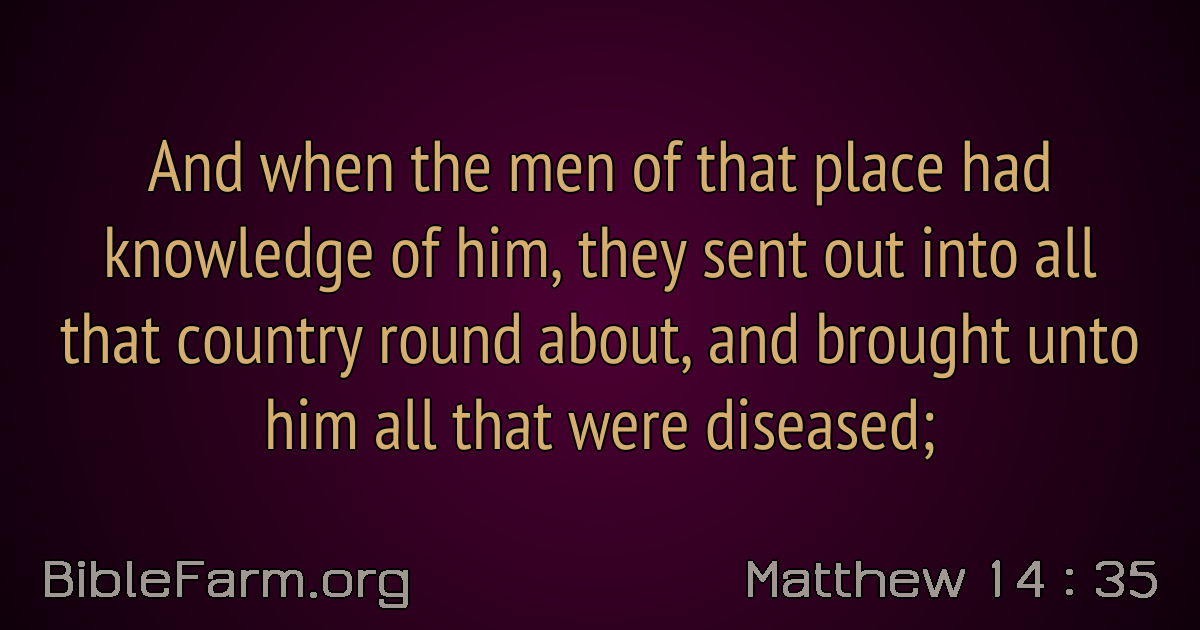 And when the men of that place had
knowledge of him, they sent out into all
that country round about, and brought unto
him all that were diseased;
BibleFarm.org
Matthew 14 : 35